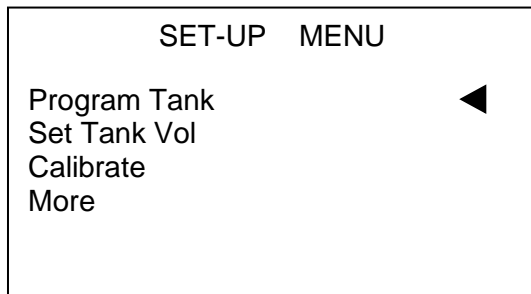 SET-UP MENU
Program Tank
Set Tank Vol
Calibrate
More